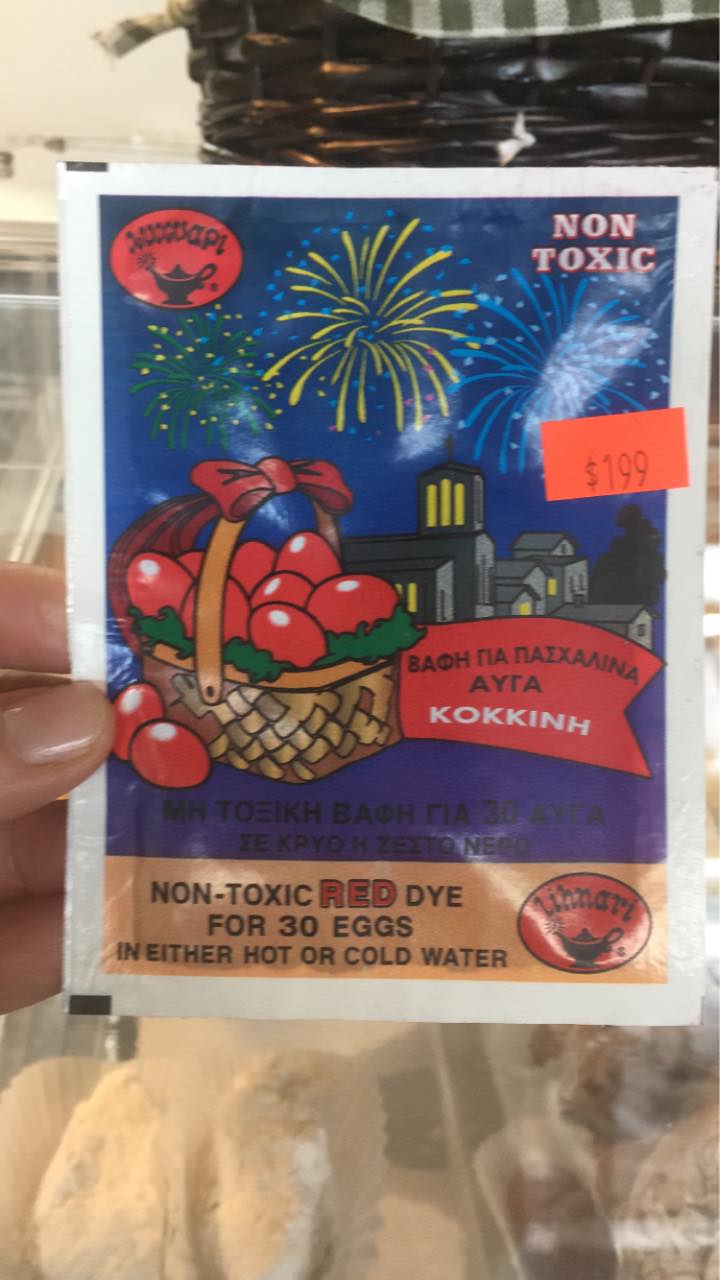 λυχναρι
®
NON
TOXIC
$199
ΒΑΦΗ ΓΙΑ ΠΑΣΧΑΛΙΝΑ
ΑΥΓΑ
ΚΟΚΚΙΝΗ
ΜΗ ΤΟΞΙΚΗ ΒΑΦΗ ΓΙΑ 30 ΑΥΓΑ
ΣΕ ΚΡΥΟ Η ΖΕΣΤΟ ΝΕΡΟ
NON-TOXIC RED DYE
FOR 30 EGGS
IN EITHER HOT OR COLD WATER
Lihnari
®